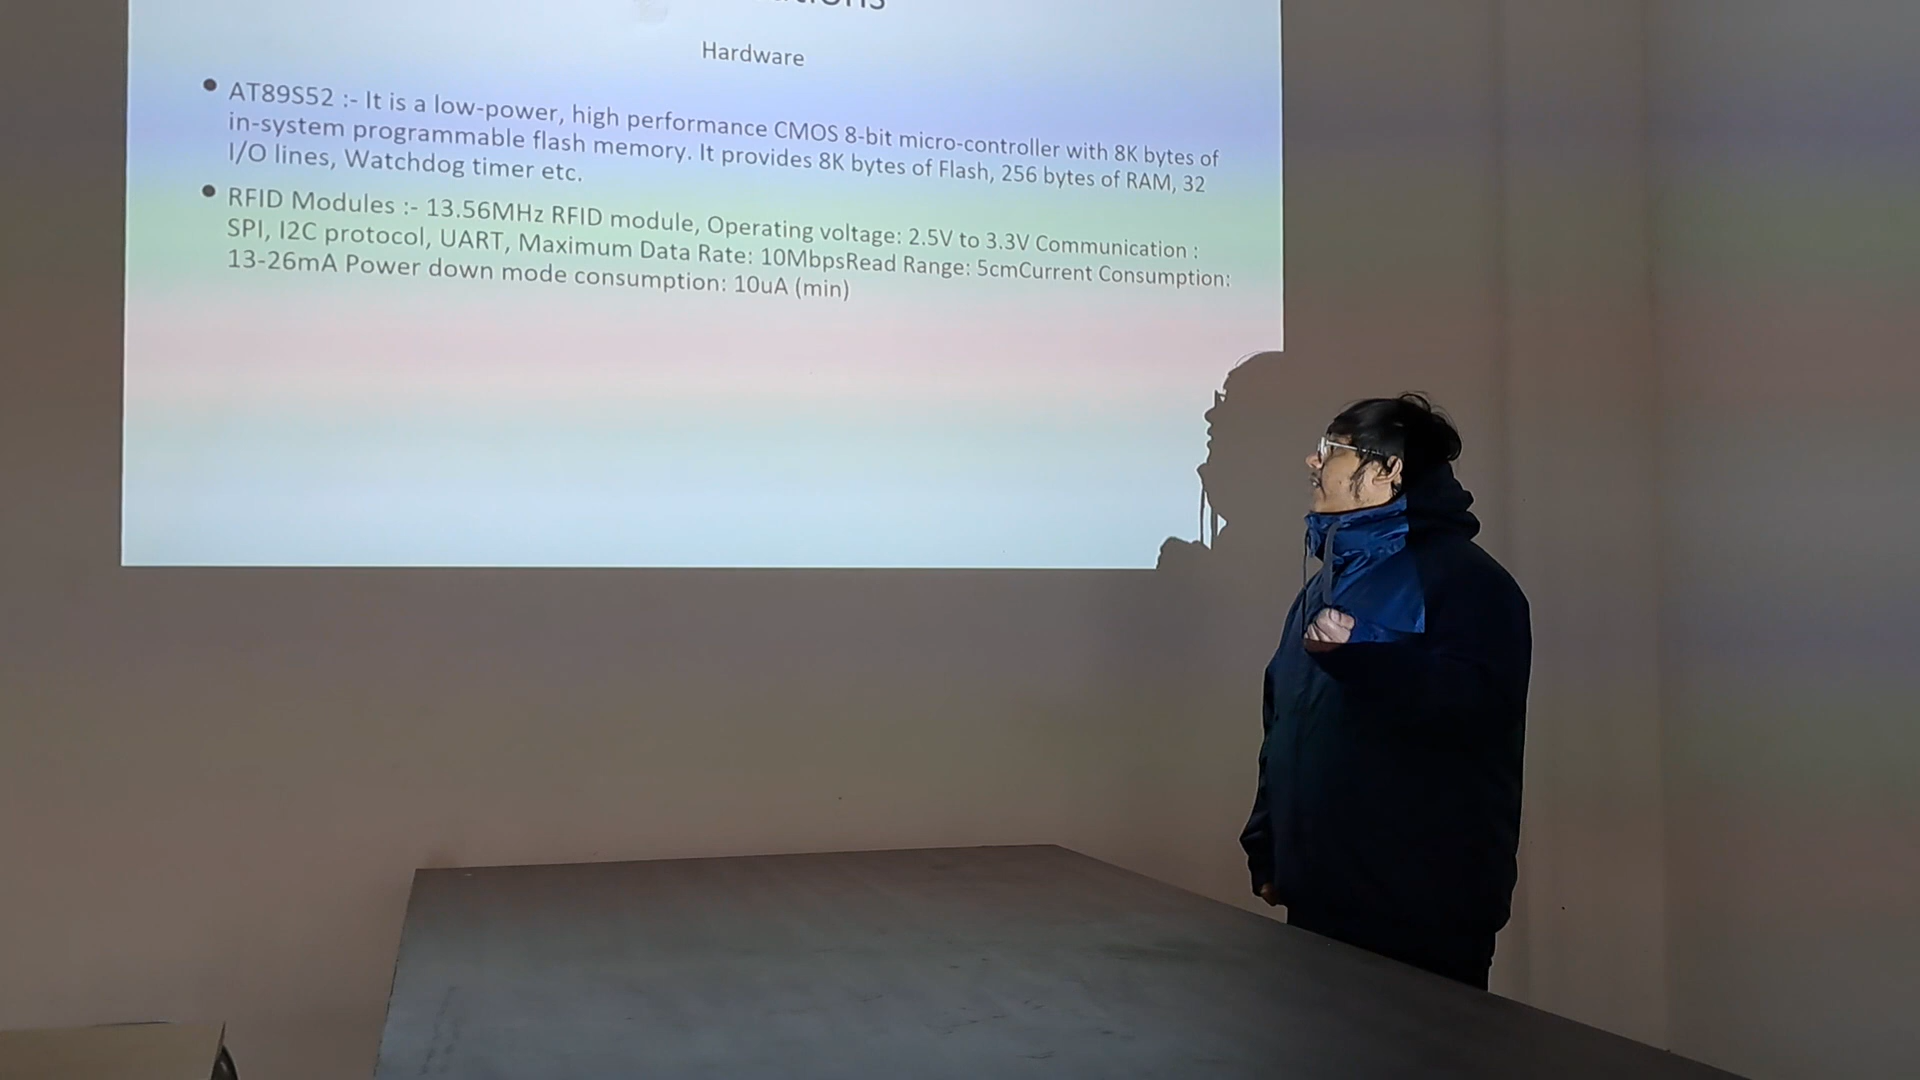 Hardware
• AT89S52 :- It is a low-power, high performance CMOS 8-bit micro-controller with 8K bytes of
in-system programmable flash memory. It provides 8K bytes of Flash, 256 bytes of RAM, 32
I/O lines, Watchdog timer etc.
• RFID Modules :- 13.56MHz RFID module, Operating voltage: 2.5V to 3.3V Communication :
SPI, I2C protocol, UART, Maximum Data Rate: 10MbpsRead Range: 5cmCurrent Consumption:
13-26mA Power down mode consumption: 10uA (min)